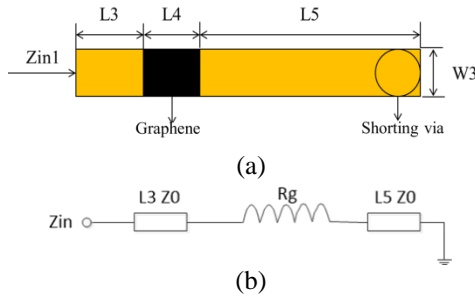 L3 L4 L5
Zin1
W3
Graphene Shorting via
(a)
L3 Z0 Rg L5 Z0
Zin
(b)